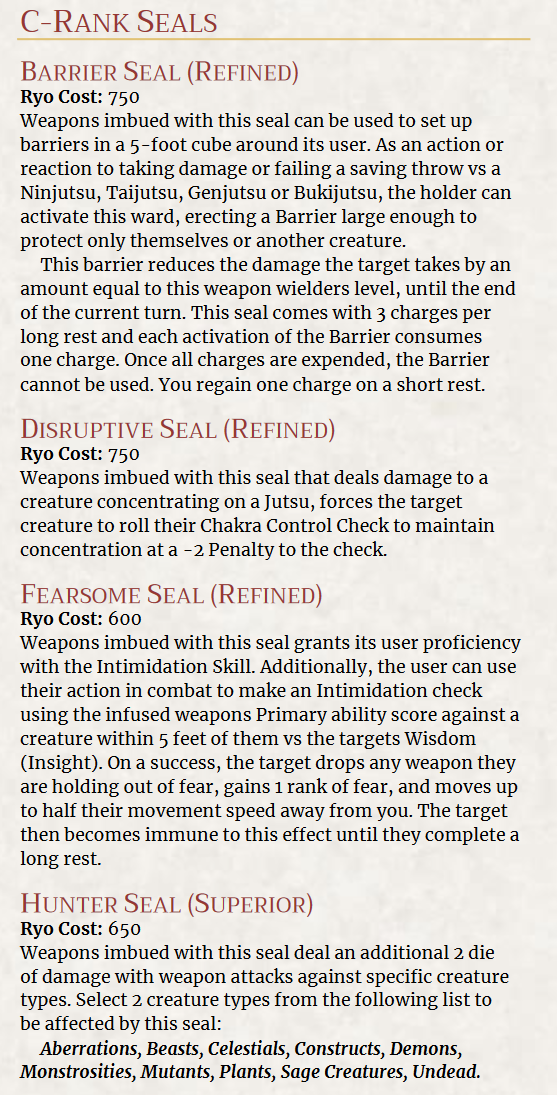 C-Rank Seals
Barrier Seal (Refined)
Ryo Cost: 750
Weapons imbued with this seal can be used to set up
barriers in a 5-foot cube around its user. As an action or
reaction to taking damage or failing a saving throw vs a
Ninjutsu, Taijutsu, Genjutsu or Bukijutsu, the holder can
activate this ward, erecting a Barrier large enough to
protect only themselves or another creature.
This barrier reduces the damage the target takes by an
amount equal to this weapon wielders level, until the end
of the current turn. This seal comes with 3 charges per
long rest and each activation of the Barrier consumes
one charge. Once all charges are expended, the Barrier
cannot be used. You regain one charge on a short rest.
Disruptive Seal (Refined)
Ryo Cost: 750
Weapons imbued with this seal that deals damage to a
creature concentrating on a Jutsu, forces the target
creature to roll their Chakra Control Check to maintain
concentration at a -2 Penalty to the check.
Fearsome Seal (Refined)
Ryo Cost: 600
Weapons imbued with this seal grants its user proficiency
with the Intimidation Skill. Additionally, the user can use
their action in combat to make an Intimidation check
using the infused weapons Primary ability score against a
creature within 5 feet of them vs the targets Wisdom
(Insight). On a success, the target drops any weapon they
are holding out of fear, gains 1 rank of fear, and moves up
to half their movement speed away from you. The target
then becomes immune to this effect until they complete a
long rest.
Hunter Seal (Superior)
Ryo Cost: 650
Weapons imbued with this seal deal an additional 2 die
of damage with weapon attacks against specific creature
types. Select 2 creature types from the following list to
be affected by this seal:
Aberrations, Beasts, Celestials, Constructs, Demons,
Monstrosities, Mutants, Plants, Sage Creatures, Undead.